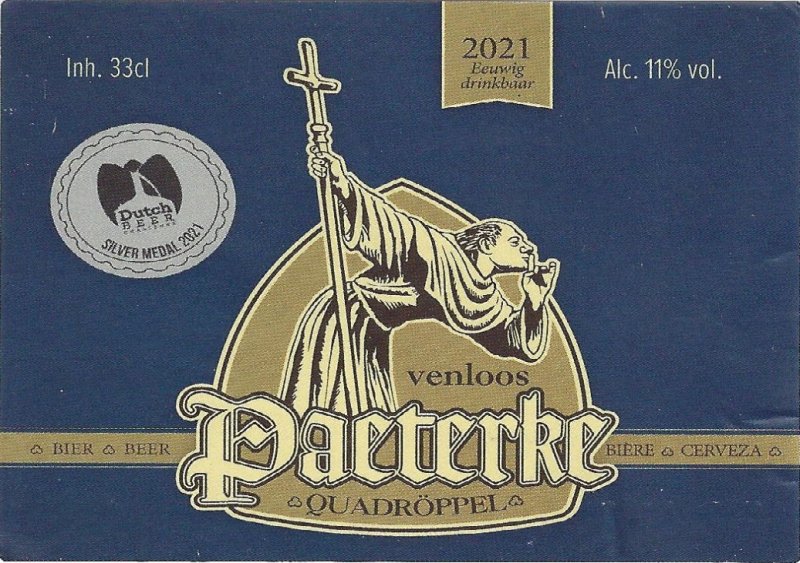 Inh. 33cl
2021
Eeuwig
drinkbaar
Alc. 11% vol.
Dutch
BEER
SILVER MEDAL 2021
venloos
Paeterke
BIER BEER
BIÈRE CERVEZA
QUADRÖPPEL